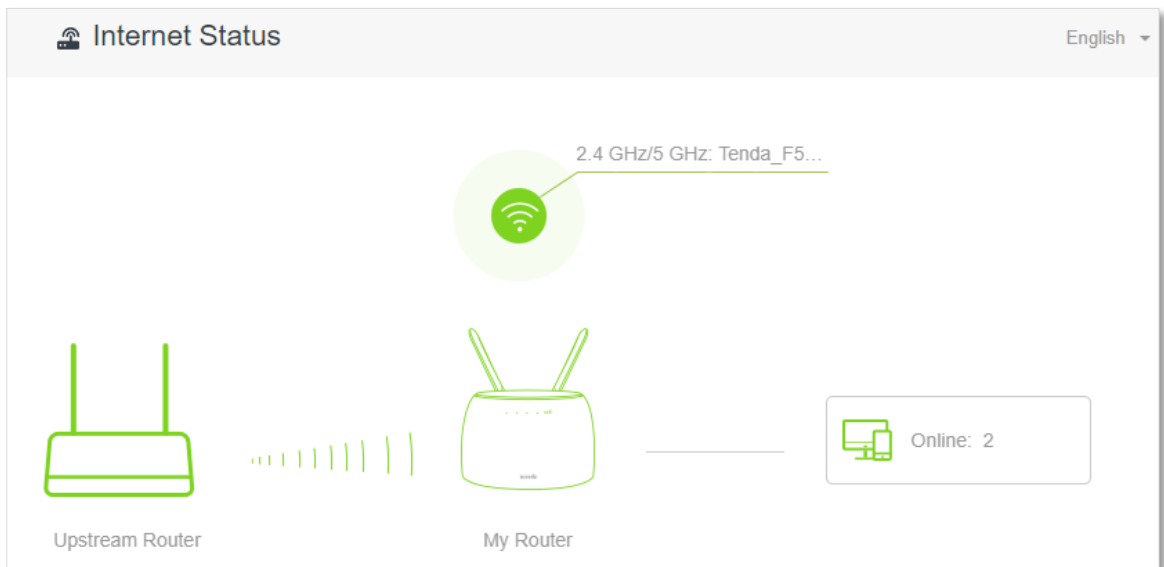 Internet Status
English
2.4 GHz/5 GHz: Tenda_F5...
Online: 2
Upstream Router
My Router